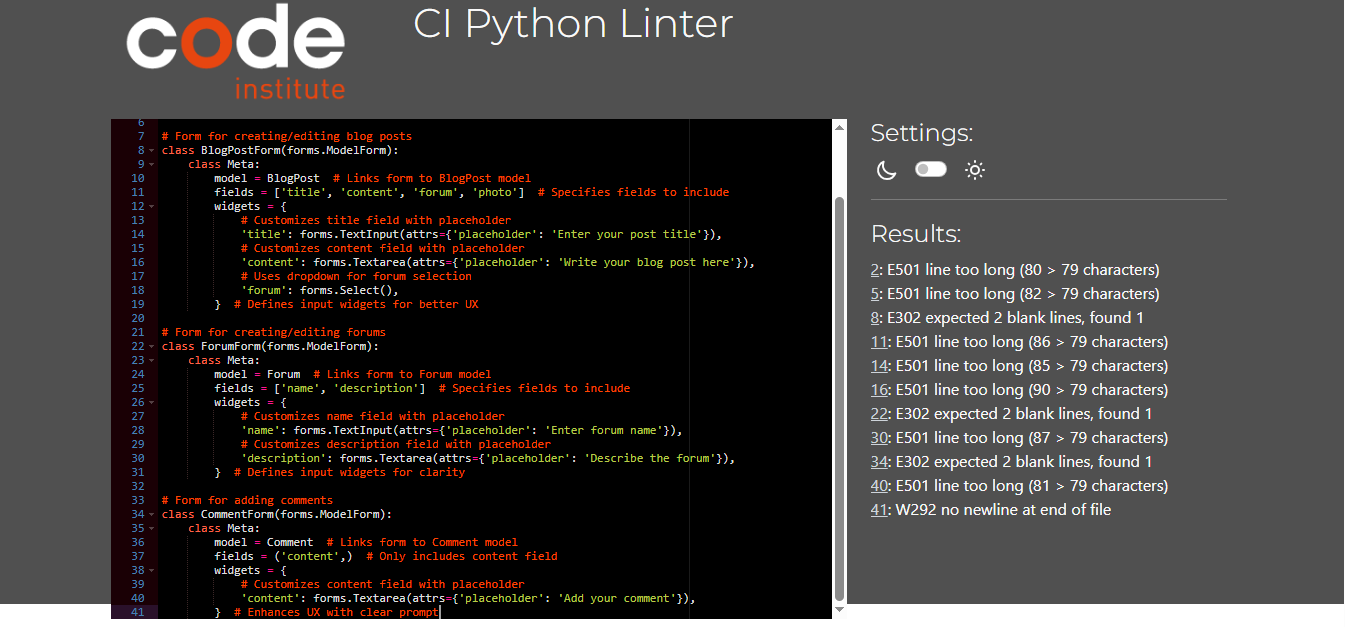 code
institute
CI Python Linter
6
7 # Form for creating/editing blog posts
8 class BlogPostForm(forms.ModelForm):
9     class Meta:
10         model = BlogPost  # Links form to BlogPost model
11         fields = ['title', 'content', 'forum', 'photo']  # Specifies fields to include
12         widgets = {
13             # Customizes title field with placeholder
14             'title': forms.TextInput(attrs={'placeholder': 'Enter your post title'}),
15             # Customizes content field with placeholder
16             'content': forms.Textarea(attrs={'placeholder': 'Write your blog post here'}),
17             # Uses dropdown for forum selection
18             'forum': forms.Select(),
19         }  # Defines input widgets for better UX
20
21 # Form for creating/editing forums
22 class ForumForm(forms.ModelForm):
23     class Meta:
24         model = Forum  # Links form to Forum model
25         fields = ['name', 'description']  # Specifies fields to include
26         widgets = {
27             # Customizes name field with placeholder
28             'name': forms.TextInput(attrs={'placeholder': 'Enter forum name'}),
29             # Customizes description field with placeholder
30             'description': forms.Textarea(attrs={'placeholder': 'Describe the forum'}),
31         }  # Defines input widgets for clarity
32
33 # Form for adding comments
34 class CommentForm(forms.ModelForm):
35     class Meta:
36         model = Comment  # Links form to Comment model
37         fields = ('content',)  # Only includes content field
38         widgets = {
39             # Customizes content field with placeholder
40             'content': forms.Textarea(attrs={'placeholder': 'Add your comment'}),
41         }  # Enhances UX with clear prompt
Settings:
Results:
2: E501 line too long (80 > 79 characters)
5: E501 line too long (82 > 79 characters)
8: E302 expected 2 blank lines, found 1
11: E501 line too long (86 > 79 characters)
14: E501 line too long (85 > 79 characters)
16: E501 line too long (90 > 79 characters)
22: E302 expected 2 blank lines, found 1
30: E501 line too long (87 > 79 characters)
34: E302 expected 2 blank lines, found 1
40: E501 line too long (81 > 79 characters)
41: W292 no newline at end of file